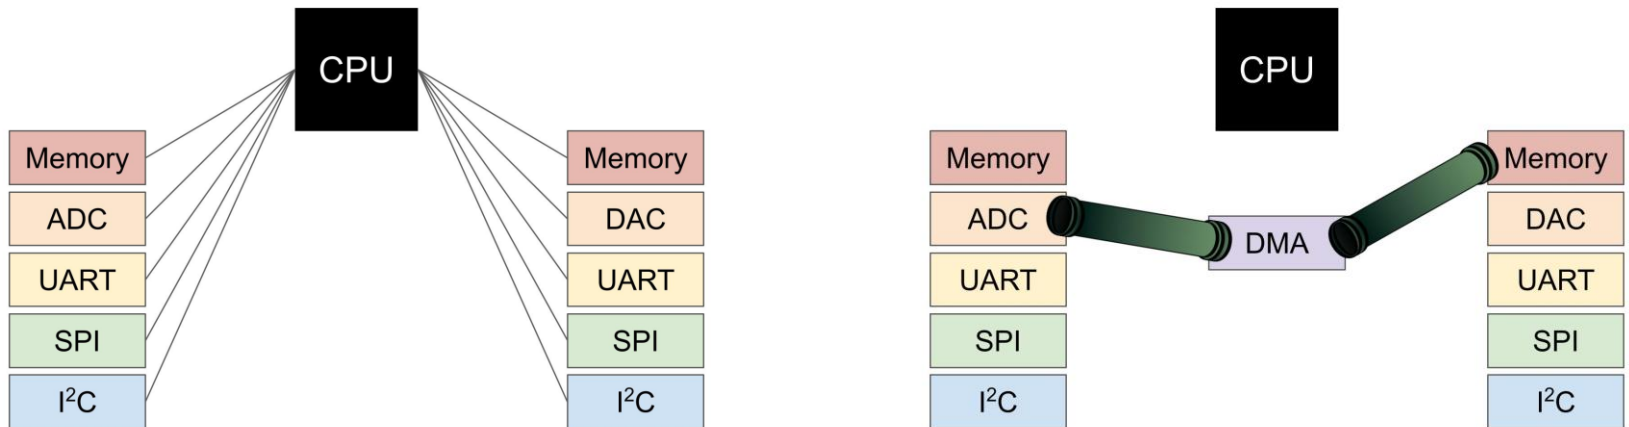 CPU
Memory
ADC
UART
SPI
I²C
Memory
DAC
UART
SPI
I²C
CPU
Memory
ADC
UART
SPI
I²C
DMA
Memory
DAC
UART
SPI
I²C